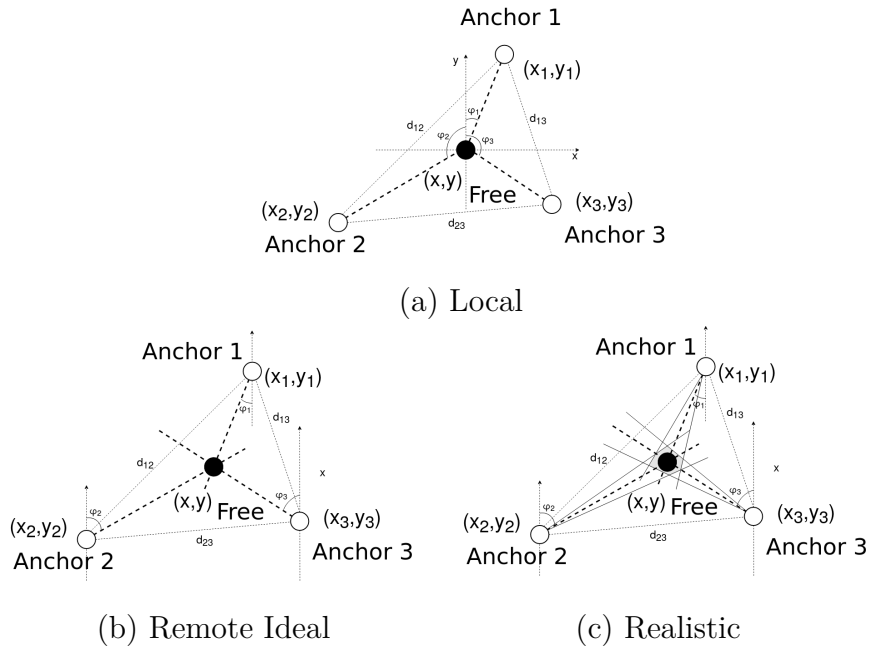 Anchor 1
y
(x1,y1)
φ1
d12
d13
φ2
φ3
x
(x,y)
Free
(x2,y2)
(x3,y3)
d23
Anchor 2
Anchor 3
(a) Local
Anchor 1
(x1,y1)
φ1
d13
d12
x
(x,y)
φ3
φ2
Free
(x2,y2)
(x3,y3)
d23
Anchor 2
Anchor 3
(b) Remote Ideal
Anchor 1
(x1,y1)
φ1
d13
d12
x
φ3
(x,y)
Free
φ2
(x2,y2)
(x3,y3)
d23
Anchor 2
Anchor 3
(c) Realistic